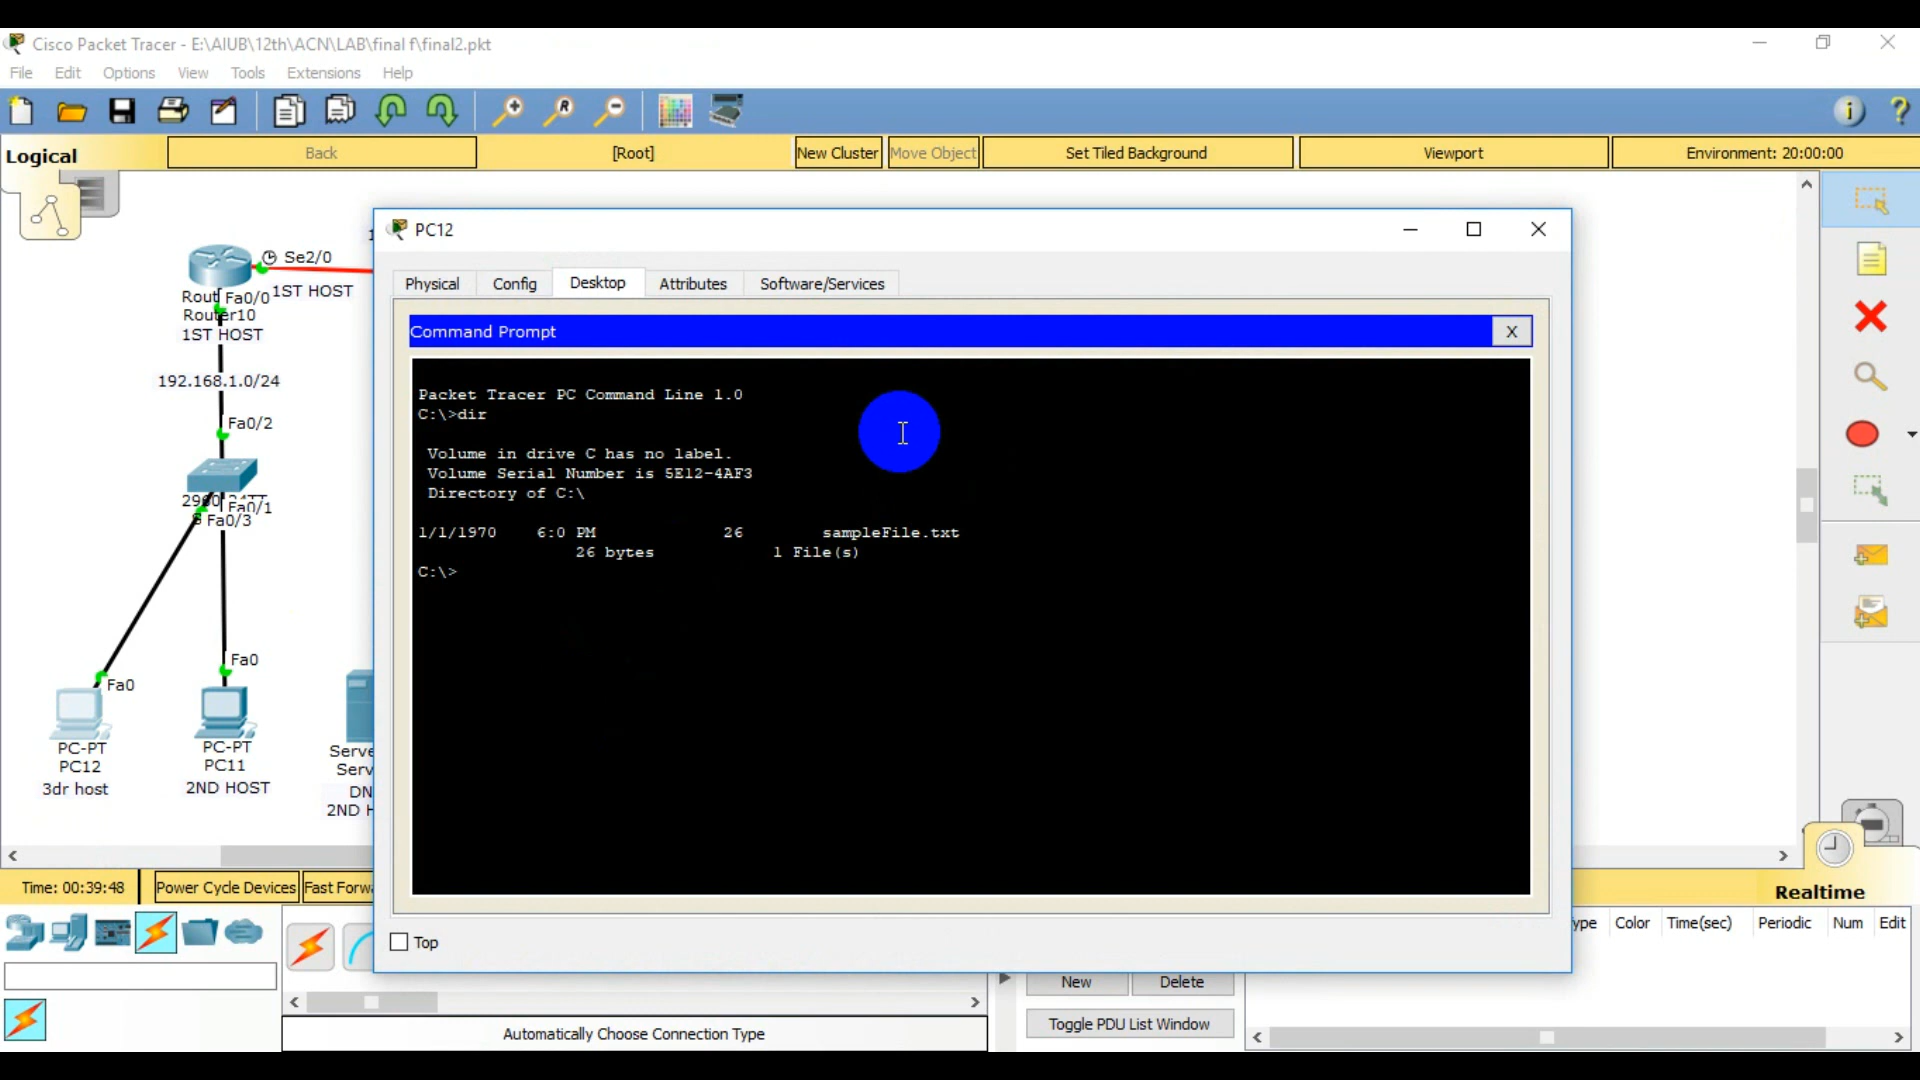 Cisco Packet Tracer - E:\AIUB\12th\ACN\LAB\final f\final2.pkt
File Edit Options View Tools Extensions Help
Logical Back [Root] New Cluster Move Object Set Tiled Background Viewport Environment: 20:00:00
PC12
Physical Config Desktop Attributes Software/Services
Command Prompt X
Packet Tracer PC Command Line 1.0
C:\>dir
Volume in drive C has no label.
Volume Serial Number is 5E12-4AF3
Directory of C:\
1/1/1970 6:0 PM 26 sampleFile.txt
26 bytes 1 File(s)
C:\>
Top
Se2/0
Fa0/0 1ST HOST
Router10
1ST HOST
192.168.1.0/24
Fa0/2
Fa0/1
Fa0/3
Fa0
Fa0
PC-PT
PC12
3dr host
PC-PT
PC11
2ND HOST
Serve
Serv
DN
2ND H
Time: 00:39:48 Power Cycle Devices Fast Forw
Realtime
Automatically Choose Connection Type
New Delete
Toggle PDU List Window
ype Color Time(sec) Periodic Num Edit